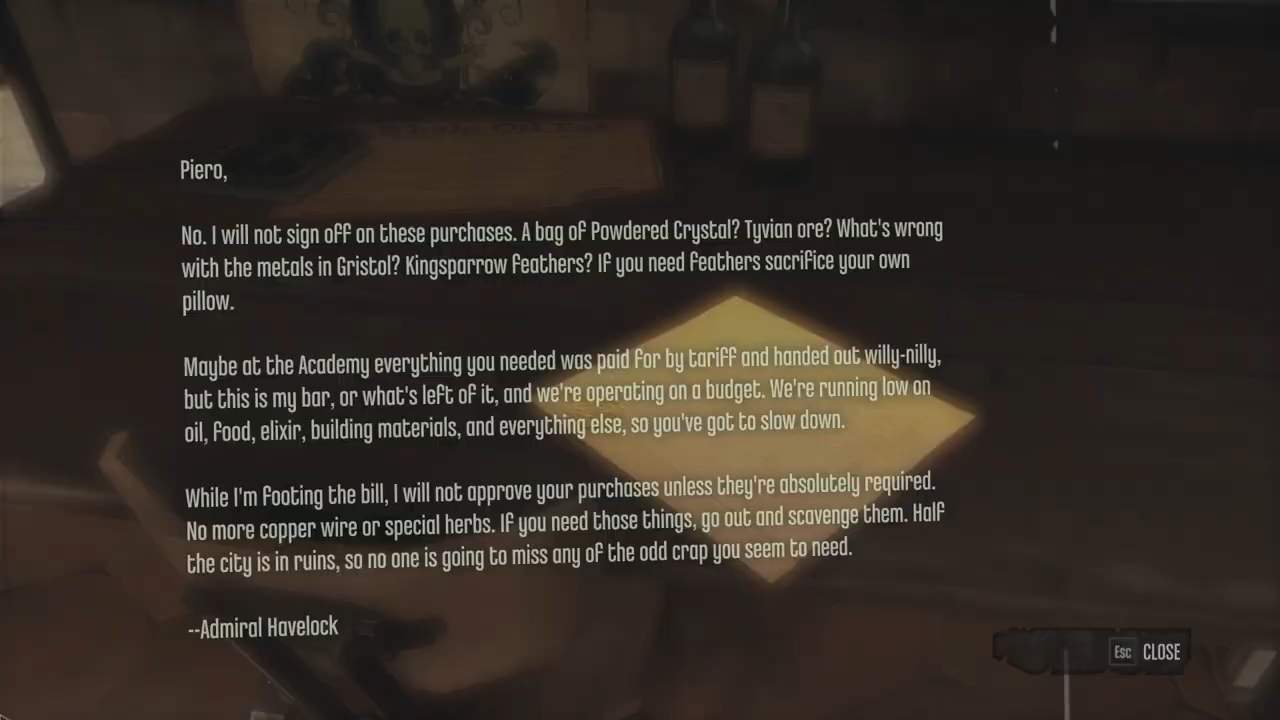 Piero,
No. I will not sign off on these purchases. A bag of Powdered Crystal? Tyvian ore? What's wrong
with the metals in Gristol? Kingsparrow feathers? If you need feathers sacrifice your own
pillow.
Maybe at the Academy everything you needed was paid for by tariff and handed out willy-nilly,
but this is my bar, or what's left of it, and we're operating on a budget. We're running low on
oil, food, elixir, building materials, and everything else, so you've got to slow down.
While I'm footing the bill, I will not approve your purchases unless they're absolutely required.
No more copper wire or special herbs. If you need those things, go out and scavenge them. Half
the city is in ruins, so no one is going to miss any of the odd crap you seem to need.
--Admiral Havelock
Esc CLOSE